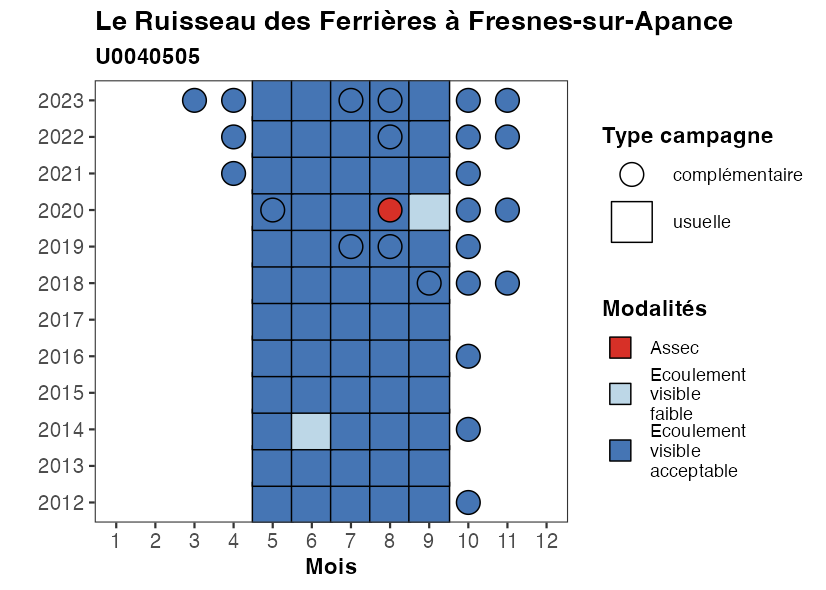 Le Ruisseau des Ferrières à Fresnes-sur-Apance
U0040505
2023
2022
2021
2020
2019
2018
2017
2016
2015
2014
2013
2012
1 2 3 4 5 6 7 8 9 10 11 12
Mois
Type campagne
complémentaire
usuelle
Modalités
Assec
Ecoulement
visible
faible
Ecoulement
visible
acceptable